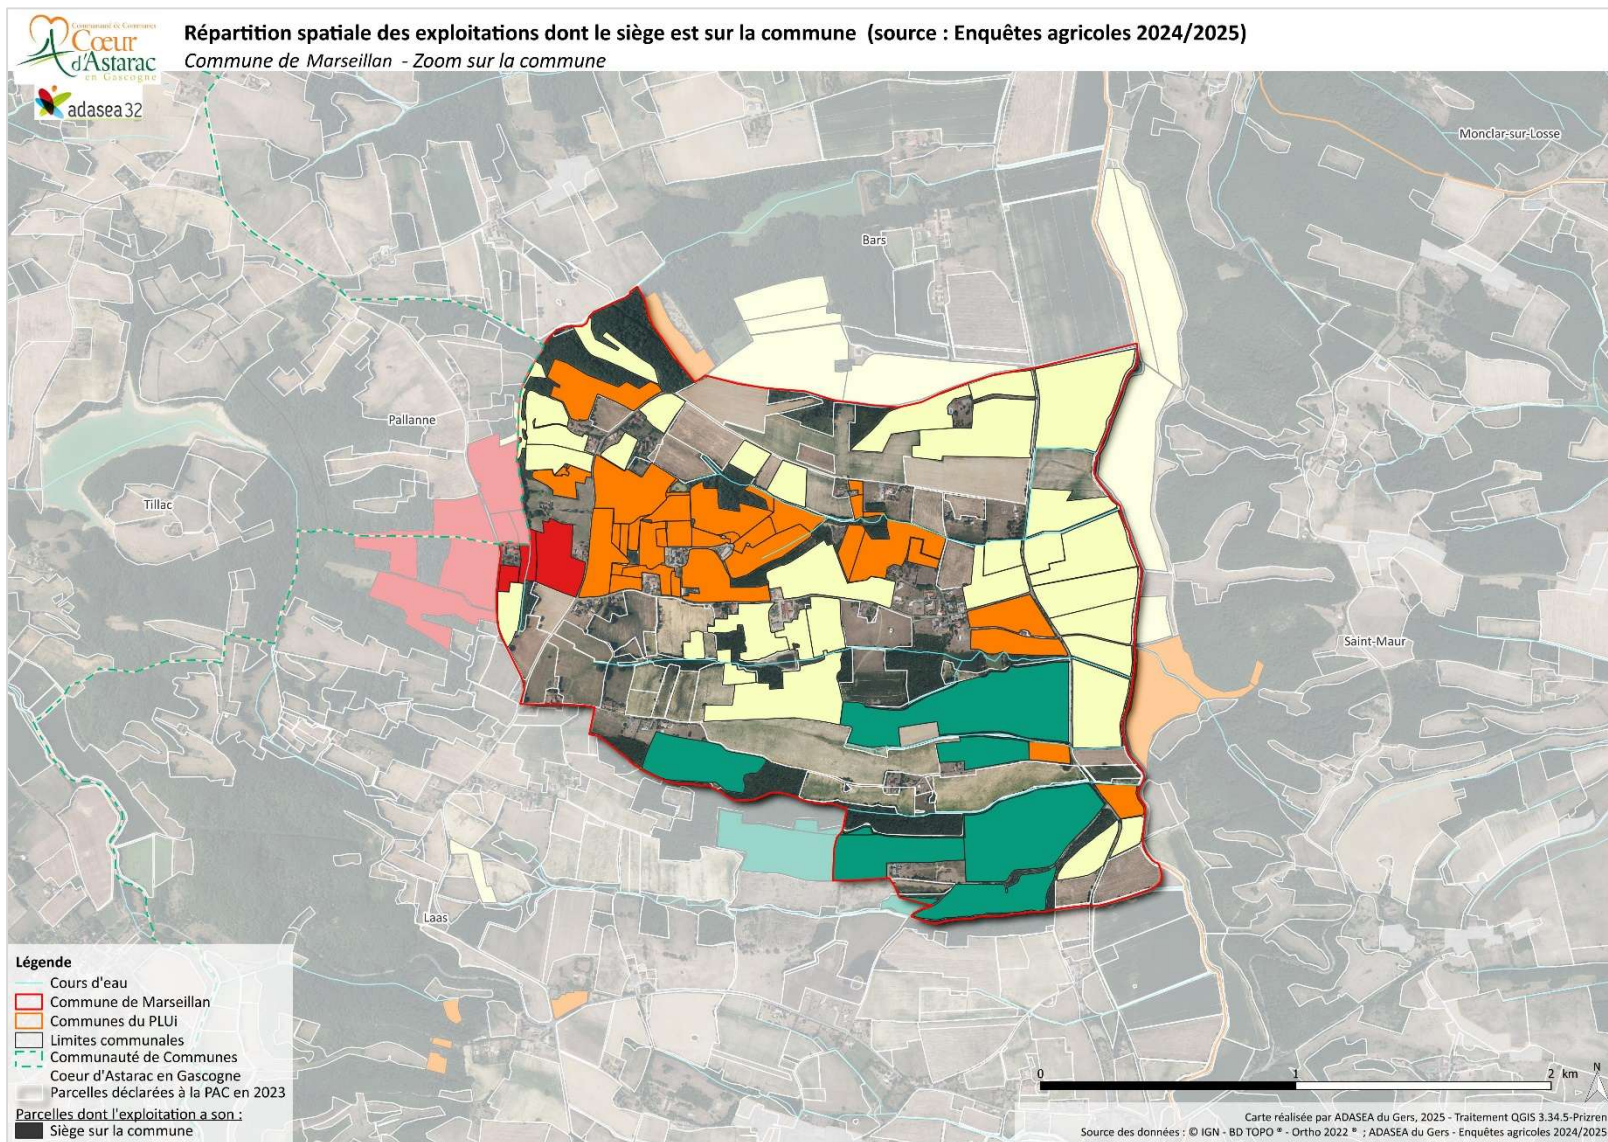 Communauté de Communes
Coeur
d'Astarac
en Gascogne
adasea32
Répartition spatiale des exploitations dont le siège est sur la commune (source : Enquêtes agricoles 2024/2025)
Commune de Marseillan - Zoom sur la commune
Monclar-sur-Losse
Bars
Pallanne
Tillac
Saint-Maur
Laas
Légende
Cours d'eau
Commune de Marseillan
Communes du PLUi
Limites communales
Communauté de Communes
Coeur d'Astarac en Gascogne
Parcelles déclarées à la PAC en 2023
Parcelles dont l'exploitation a son :
Siège sur la commune
0 1 2 km
N
Carte réalisée par ADASEA du Gers, 2025 - Traitement QGIS 3.34.5-Prizren
Source des données : © IGN - BD TOPO ® - Ortho 2022 ® ; ADASEA du Gers - Enquêtes agricoles 2024/2025